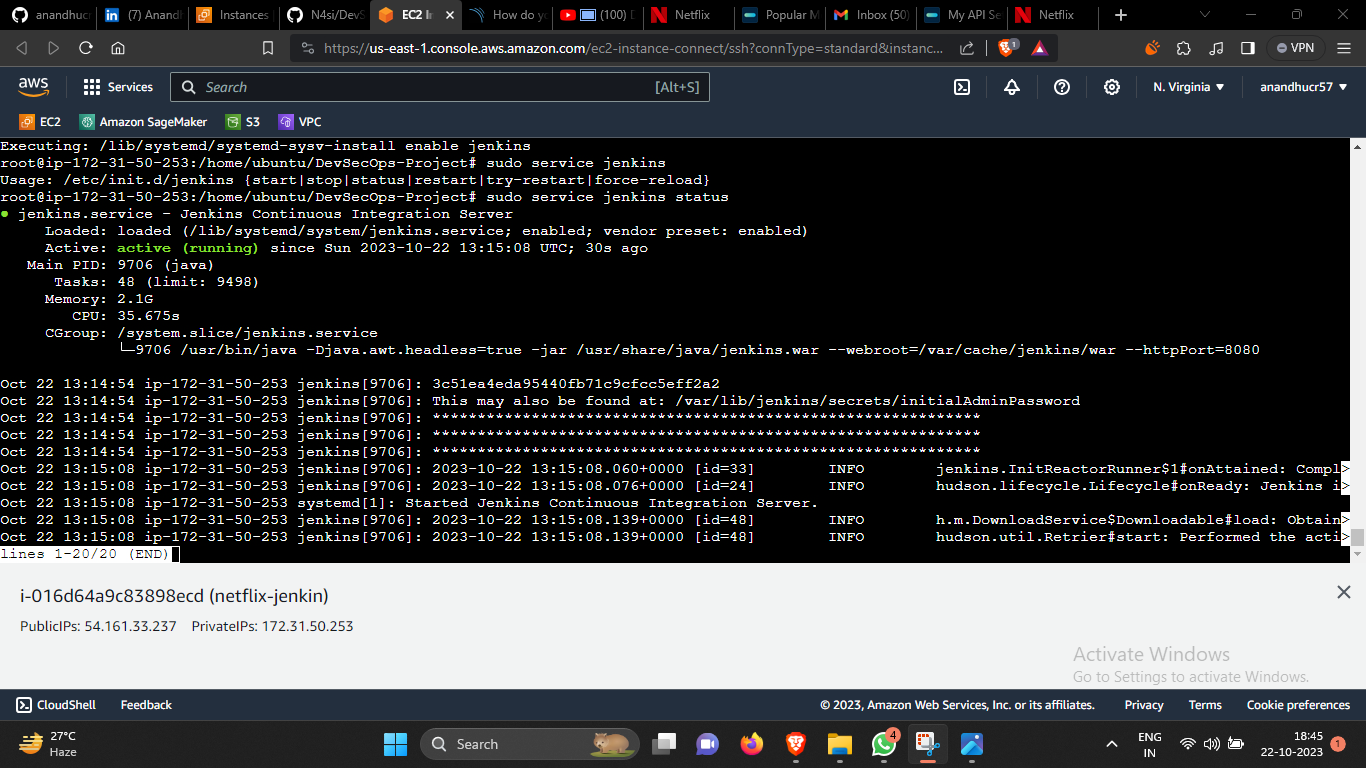 anandhucr
(7) Anandh
Instances
N4si/DevS
EC2 In
How do yo
(100) D
Netflix
Popular M
Inbox (50)
My API Se
Netflix
https://us-east-1.console.aws.amazon.com/ec2-instance-connect/ssh?connType=standard&instanc...
1
VPN
aws
Services
Search
[Alt+S]
N. Virginia
anandhucr57
EC2
Amazon SageMaker
S3
VPC
Executing: /lib/systemd/systemd-sysv-install enable jenkins
root@ip-172-31-50-253:/home/ubuntu/DevSecOps-Project# sudo service jenkins
Usage: /etc/init.d/jenkins {start|stop|status|restart|try-restart|force-reload}
root@ip-172-31-50-253:/home/ubuntu/DevSecOps-Project# sudo service jenkins status
● jenkins.service - Jenkins Continuous Integration Server
Loaded: loaded (/lib/systemd/system/jenkins.service; enabled; vendor preset: enabled)
Active: active (running) since Sun 2023-10-22 13:15:08 UTC; 30s ago
Main PID: 9706 (java)
Tasks: 48 (limit: 9498)
Memory: 2.1G
CPU: 35.675s
CGroup: /system.slice/jenkins.service
└─9706 /usr/bin/java -Djava.awt.headless=true -jar /usr/share/java/jenkins.war --webroot=/var/cache/jenkins/war --httpPort=8080
Oct 22 13:14:54 ip-172-31-50-253 jenkins[9706]: 3c51ea4eda95440fb71c9cfcc5eff2a2
Oct 22 13:14:54 ip-172-31-50-253 jenkins[9706]: This may also be found at: /var/lib/jenkins/secrets/initialAdminPassword
Oct 22 13:14:54 ip-172-31-50-253 jenkins[9706]: *************************************************************
Oct 22 13:14:54 ip-172-31-50-253 jenkins[9706]: *************************************************************
Oct 22 13:14:54 ip-172-31-50-253 jenkins[9706]: *************************************************************
Oct 22 13:15:08 ip-172-31-50-253 jenkins[9706]: 2023-10-22 13:15:08.060+0000 [id=33] INFO jenkins.InitReactorRunner$1#onAttained: Compl>
Oct 22 13:15:08 ip-172-31-50-253 jenkins[9706]: 2023-10-22 13:15:08.076+0000 [id=24] INFO hudson.lifecycle.Lifecycle#onReady: Jenkins i>
Oct 22 13:15:08 ip-172-31-50-253 systemd[1]: Started Jenkins Continuous Integration Server.
Oct 22 13:15:08 ip-172-31-50-253 jenkins[9706]: 2023-10-22 13:15:08.139+0000 [id=48] INFO h.m.DownloadService$Downloadable#load: Obtain>
Oct 22 13:15:08 ip-172-31-50-253 jenkins[9706]: 2023-10-22 13:15:08.139+0000 [id=48] INFO hudson.util.Retrier#start: Performed the acti>
lines 1-20/20 (END)
i-016d64a9c83898ecd (netflix-jenkin)
PublicIPs: 54.161.33.237 PrivateIPs: 172.31.50.253
Activate Windows
Go to Settings to activate Windows.
CloudShell
Feedback
© 2023, Amazon Web Services, Inc. or its affiliates.
Privacy
Terms
Cookie preferences
27°C
Haze
Search
4
ENG
IN
18:45
22-10-2023
1